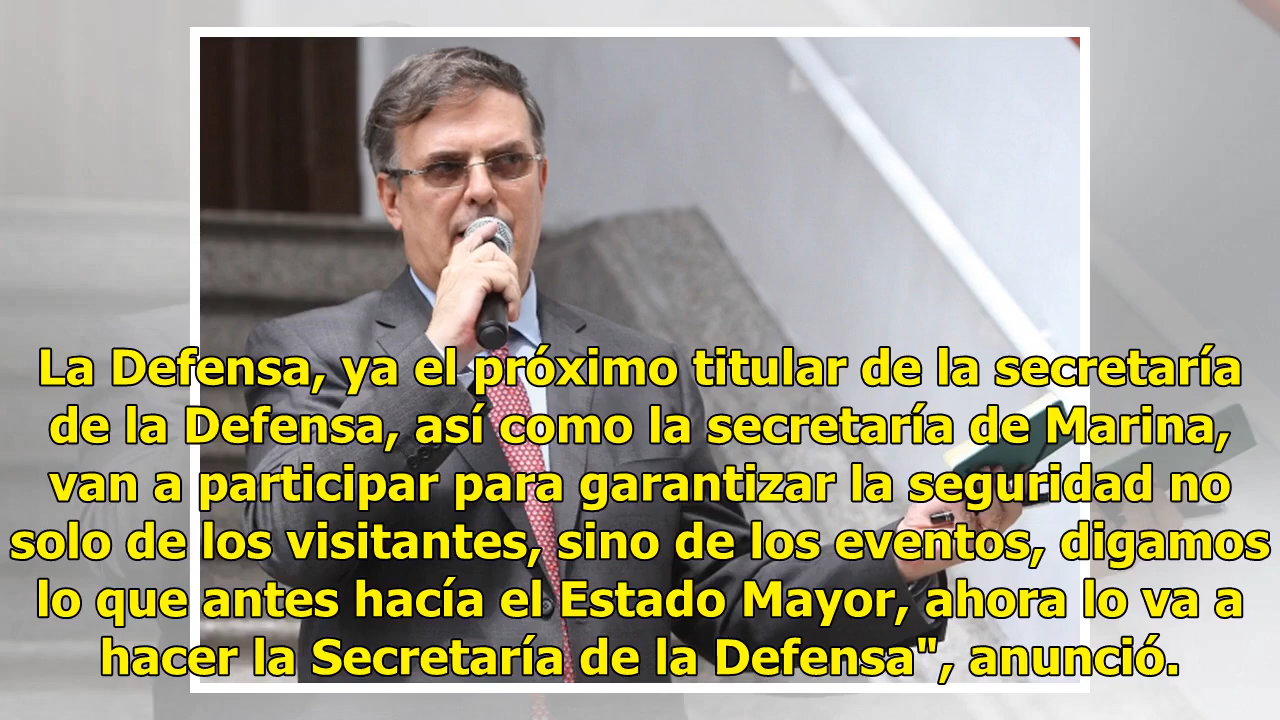 La Defensa, ya el próximo titular de la secretaría
de la Defensa, así como la secretaría de Marina,
van a participar para garantizar la seguridad no
solo de los visitantes, sino de los eventos, digamos
lo que antes hacía el Estado Mayor, ahora lo va a
hacer la Secretaría de la Defensa", anunció.